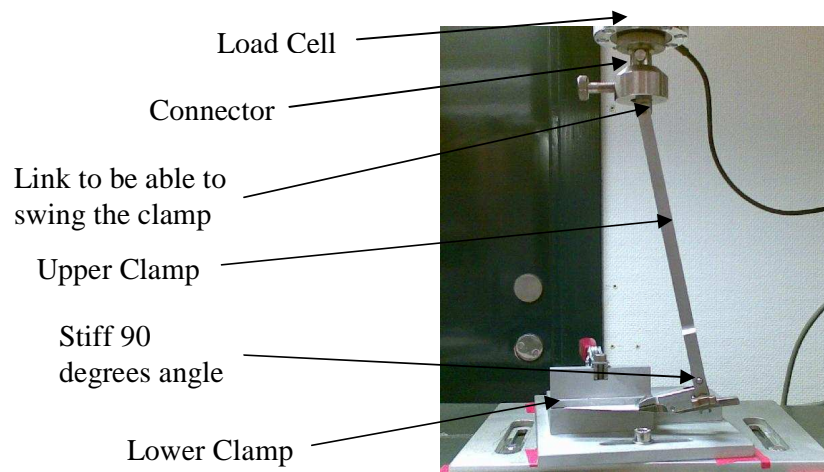 Load Cell
Connector
Link to be able to
swing the clamp
Upper Clamp
Stiff 90
degrees angle
Lower Clamp